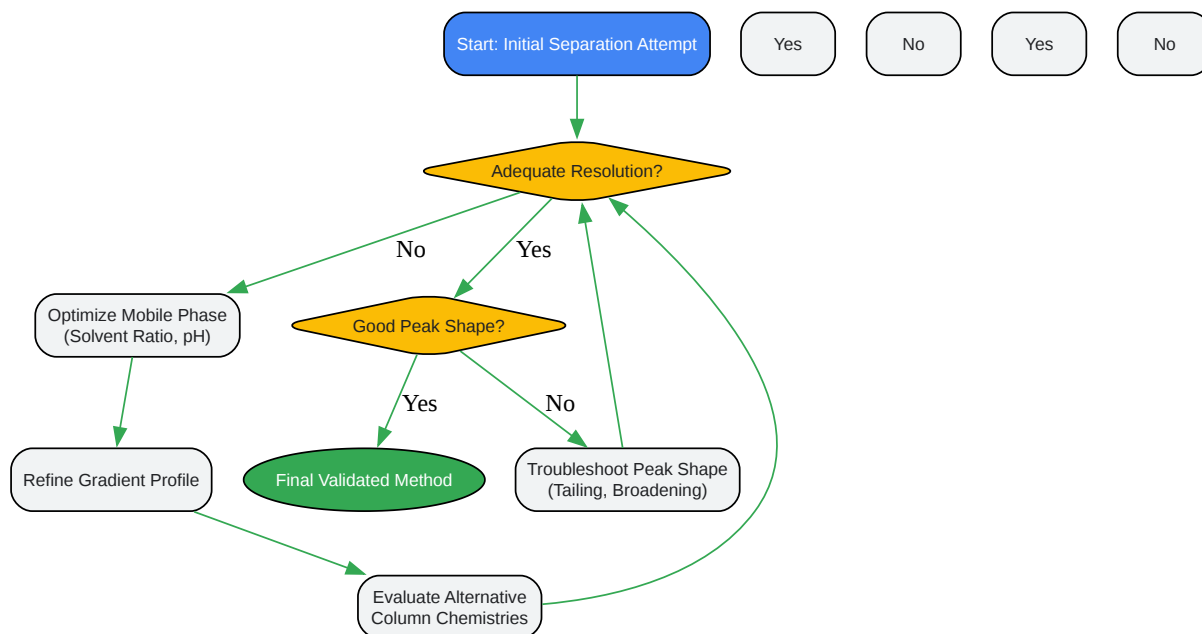 Start: Initial Separation Attempt
Yes
No
Yes
No
Adequate Resolution?
No
Yes
Optimize Mobile Phase
(Solvent Ratio, pH)
Good Peak Shape?
Yes
No
Refine Gradient Profile
Final Validated Method
Troubleshoot Peak Shape
(Tailing, Broadening)
Evaluate Alternative
Column Chemistries